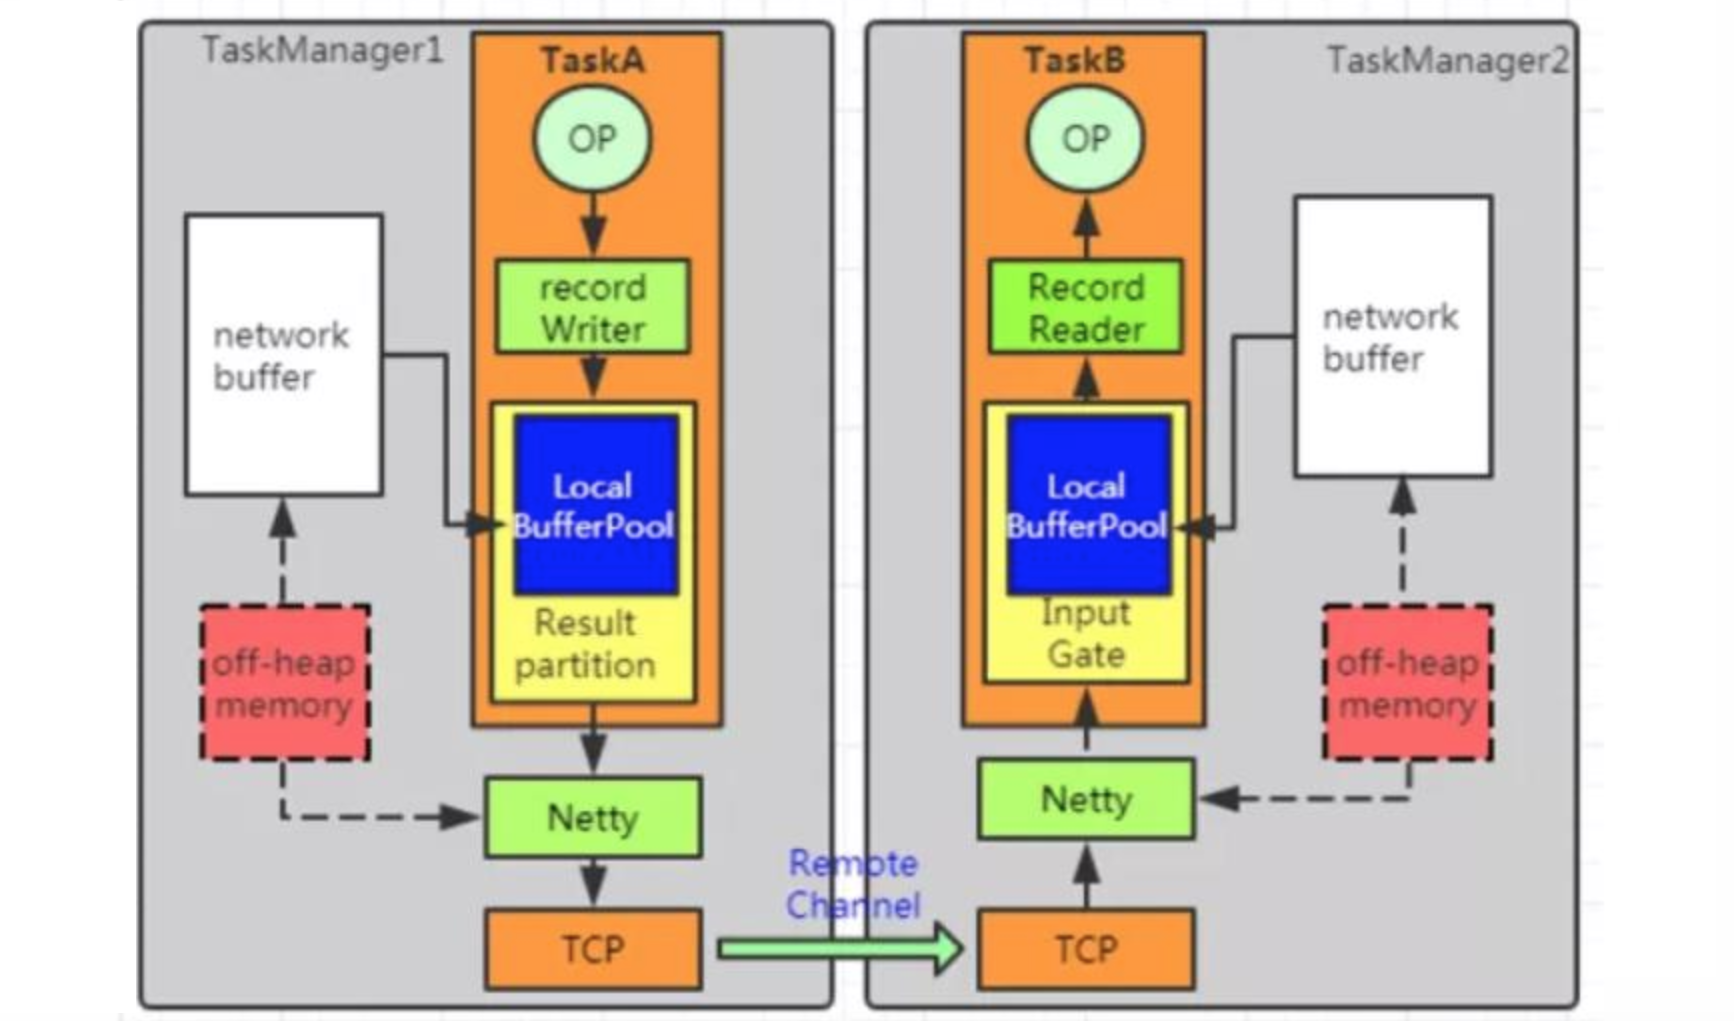 TaskManager1
TaskA
OP
record
Writer
network
buffer
Local
BufferPool
Result
partition
off-heap
memory
Netty
TCP
Remote
Channel
TaskManager2
TaskB
OP
Record
Reader
network
buffer
Local
BufferPool
Input
Gate
off-heap
memory
Netty
TCP